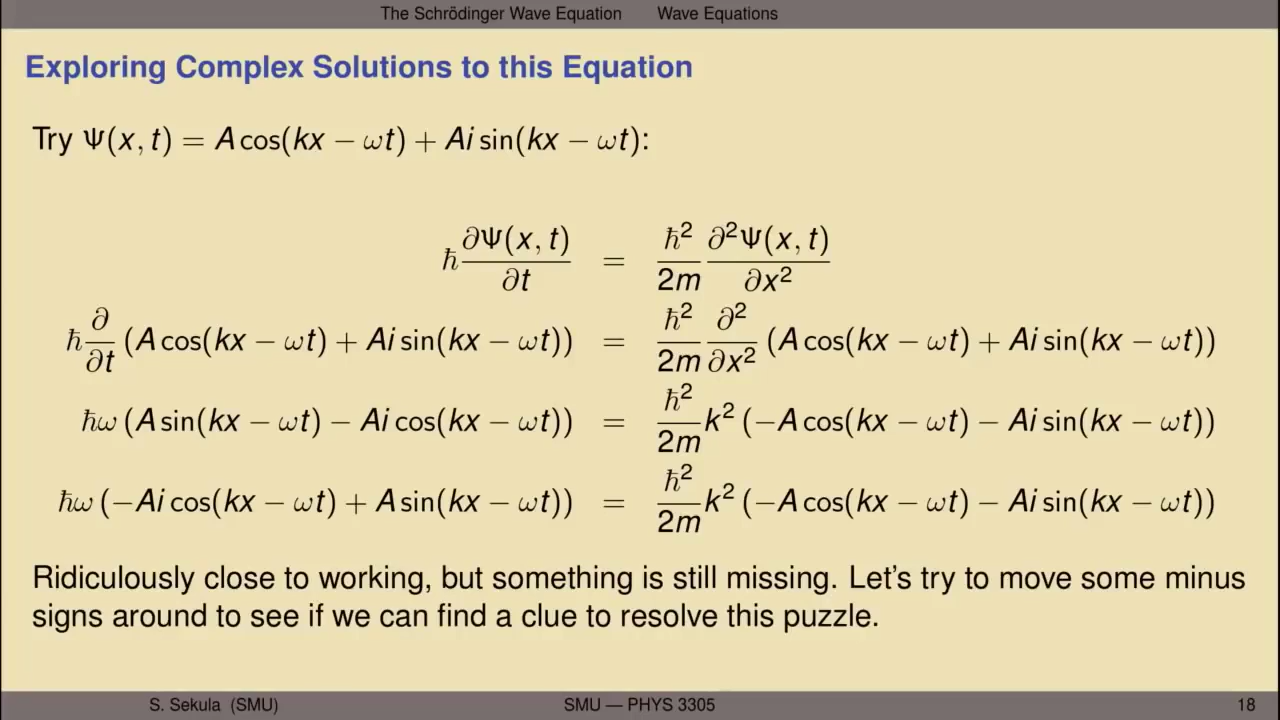 The Schrödinger Wave Equation Wave Equations
Exploring Complex Solutions to this Equation
Try Ψ(x, t) = A cos(kx − ωt) + Ai sin(kx − ωt):
ℏ ∂Ψ(x, t)/∂t = ℏ²/2m ∂²Ψ(x, t)/∂x²
ℏ ∂/∂t (A cos(kx − ωt) + Ai sin(kx − ωt)) = ℏ²/2m ∂²/∂x² (A cos(kx − ωt) + Ai sin(kx − ωt))
ℏω (A sin(kx − ωt) − Ai cos(kx − ωt)) = ℏ²/2m k² (−A cos(kx − ωt) − Ai sin(kx − ωt))
ℏω (−Ai cos(kx − ωt) + A sin(kx − ωt)) = ℏ²/2m k² (−A cos(kx − ωt) − Ai sin(kx − ωt))
Ridiculously close to working, but something is still missing. Let's try to move some minus
signs around to see if we can find a clue to resolve this puzzle.
S. Sekula (SMU) SMU — PHYS 3305 18